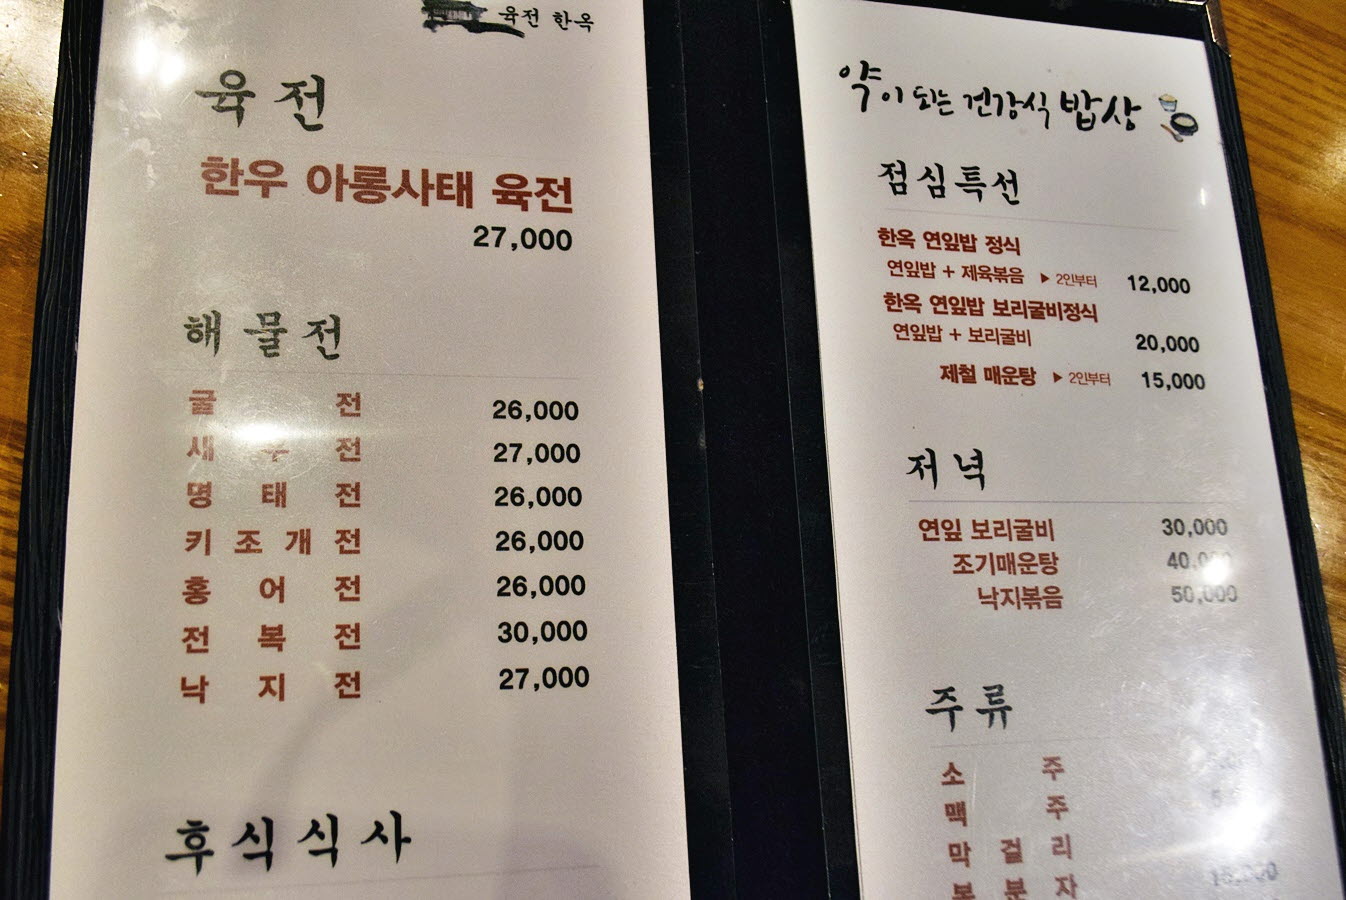 육전 한옥
육전
한우 아롱사태 육전
27,000
해물전
굴전 26,000
새우전 27,000
명태전 26,000
키조개전 26,000
홍어전 26,000
전복전 30,000
낙지전 27,000
후식식사
약이 되는 건강식 밥상
점심특선
한옥 연잎밥 정식
연잎밥 + 제육볶음 ▶ 2인부터 12,000
한옥 연잎밥 보리굴비정식
연잎밥 + 보리굴비 20,000
제철 매운탕 ▶ 2인부터 15,000
저녁
연잎 보리굴비 30,000
조기매운탕 40,000
낙지볶음 50,000
주류
소주
맥주
막걸리
복분자